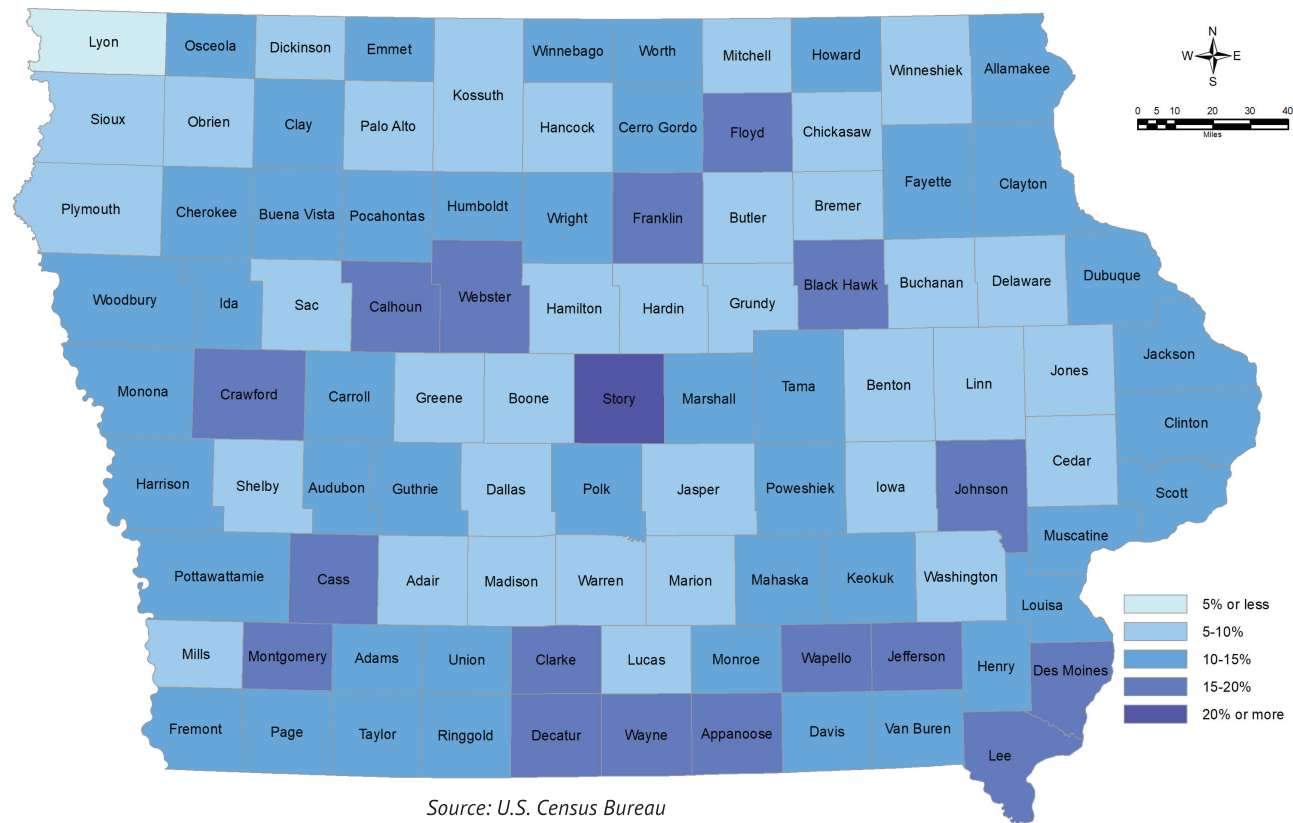 Lyon
Osceola
Dickinson
Emmet
Winnebago
Worth
Mitchell
Howard
Winneshiek
Allamakee
Kossuth
Sioux
Obrien
Clay
Palo Alto
Hancock
Cerro Gordo
Floyd
Chickasaw
Fayette
Clayton
Plymouth
Cherokee
Buena Vista
Pocahontas
Humboldt
Wright
Franklin
Butler
Bremer
Woodbury
Ida
Sac
Calhoun
Webster
Hamilton
Hardin
Grundy
Black Hawk
Buchanan
Delaware
Dubuque
Monona
Crawford
Carroll
Greene
Boone
Story
Marshall
Tama
Benton
Linn
Jones
Jackson
Clinton
Harrison
Shelby
Audubon
Guthrie
Dallas
Polk
Jasper
Poweshiek
Iowa
Johnson
Cedar
Scott
Muscatine
Pottawattamie
Cass
Adair
Madison
Warren
Marion
Mahaska
Keokuk
Washington
Louisa
Mills
Montgomery
Adams
Union
Clarke
Lucas
Monroe
Wapello
Jefferson
Henry
Des Moines
Fremont
Page
Taylor
Ringgold
Decatur
Wayne
Appanoose
Davis
Van Buren
Lee
N
W E
S
0 5 10 20 30 40
Miles
5% or less
5-10%
10-15%
15-20%
20% or more
Source: U.S. Census Bureau